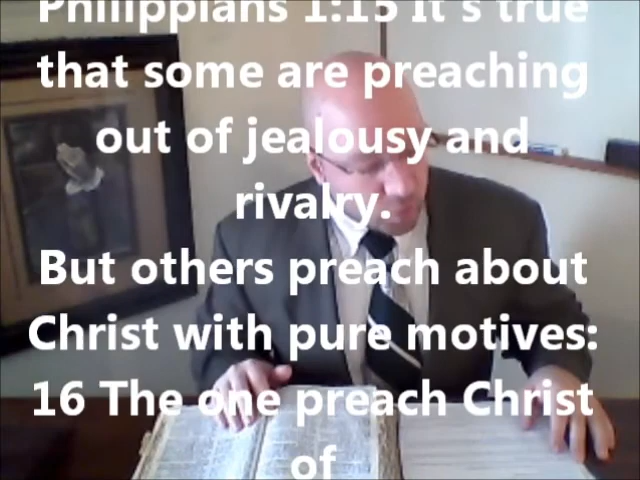 Philippians 1:15 It's true
that some are preaching
out of jealousy and
rivalry.
But others preach about
Christ with pure motives:
16 The one preach Christ
of